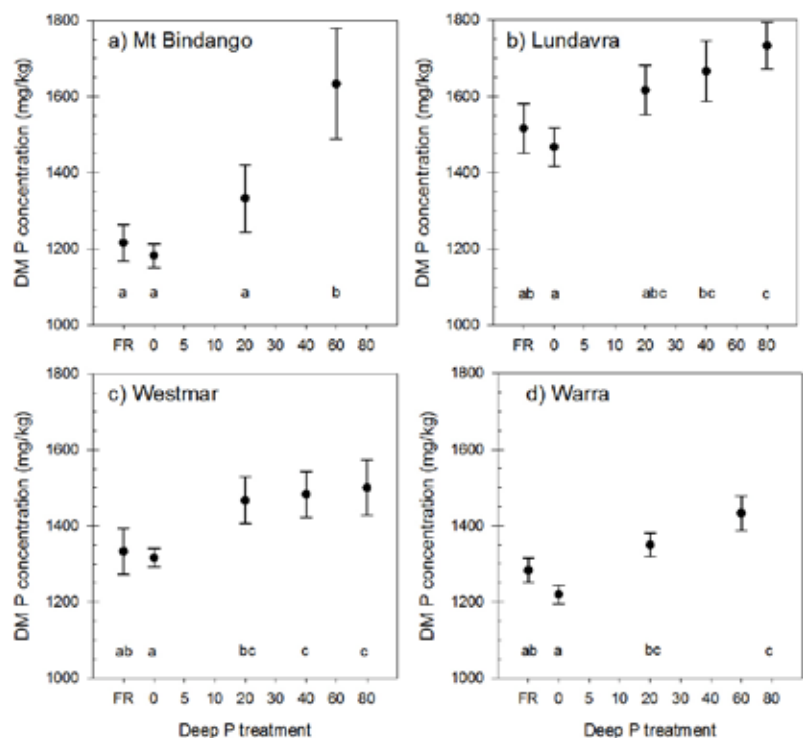 a) Mt Bindango
DM P concentration (mg/kg)
1800
1600
1400
1200
1000
a a a b
FR 0 5 10 20 30 40 60 80
b) Lundavra
DM P concentration (mg/kg)
1800
1600
1400
1200
1000
ab a abc bc c
FR 0 5 10 20 30 40 60 80
c) Westmar
DM P concentration (mg/kg)
1800
1600
1400
1200
1000
ab a bc c c
FR 0 5 10 20 30 40 60 80
Deep P treatment
d) Warra
DM P concentration (mg/kg)
1800
1600
1400
1200
1000
ab a bc c
FR 0 5 10 20 30 40 60 80
Deep P treatment